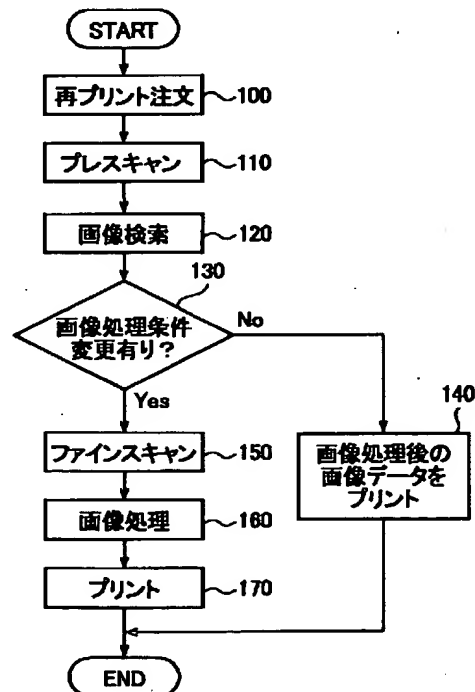 START
再プリント注文
100
プレスキャン
110
画像検索
120
130
画像処理条件
変更有り?
No
Yes
140
画像処理後の
画像データを
プリント
ファインスキャン
150
画像処理
160
プリント
170
END